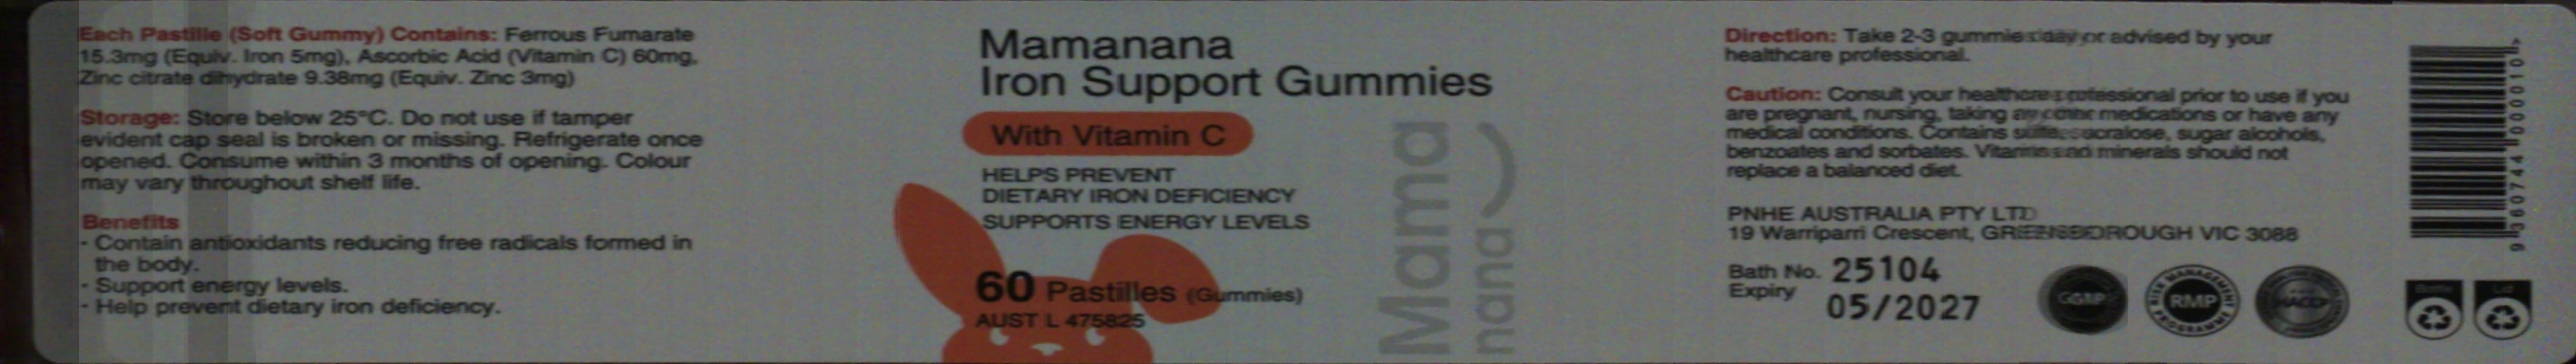 Each Pastille (Soft Gummy) Contains: Ferrous Fumarate
15.3mg (Equiv. Iron 5mg), Ascorbic Acid (Vitamin C) 60mg,
Zinc citrate dihydrate 9.38mg (Equiv. Zinc 3mg)
Storage: Store below 25°C. Do not use if tamper
evident cap seal is broken or missing. Refrigerate once
opened. Consume within 3 months of opening. Colour
may vary throughout shelf life.
Benefits
- Contain antioxidants reducing free radicals formed in
the body.
- Support energy levels.
- Help prevent dietary iron deficiency.
Mamanana
Iron Support Gummies
With Vitamin C
HELPS PREVENT
DIETARY IRON DEFICIENCY
SUPPORTS ENERGY LEVELS
60 Pastilles (Gummies)
AUST L 475825
Mama
nana
Direction: Take 2-3 gummies day or advised by your
healthcare professional.
Caution: Consult your healthcare professional prior to use if you
are pregnant, nursing, taking any other medications or have any
medical conditions. Contains sucralose, sugar alcohols,
benzoates and sorbates. Vitamins and minerals should not
replace a balanced diet.
PNHE AUSTRALIA PTY LTD
19 Warriparri Crescent, GREENSBOROUGH VIC 3088
Bath No. 25104
Expiry 05/2027
RISK MANAGEMENT
RMP
PROGRAMME
HACCP
9 360744 000010 >
Bottle
Lid